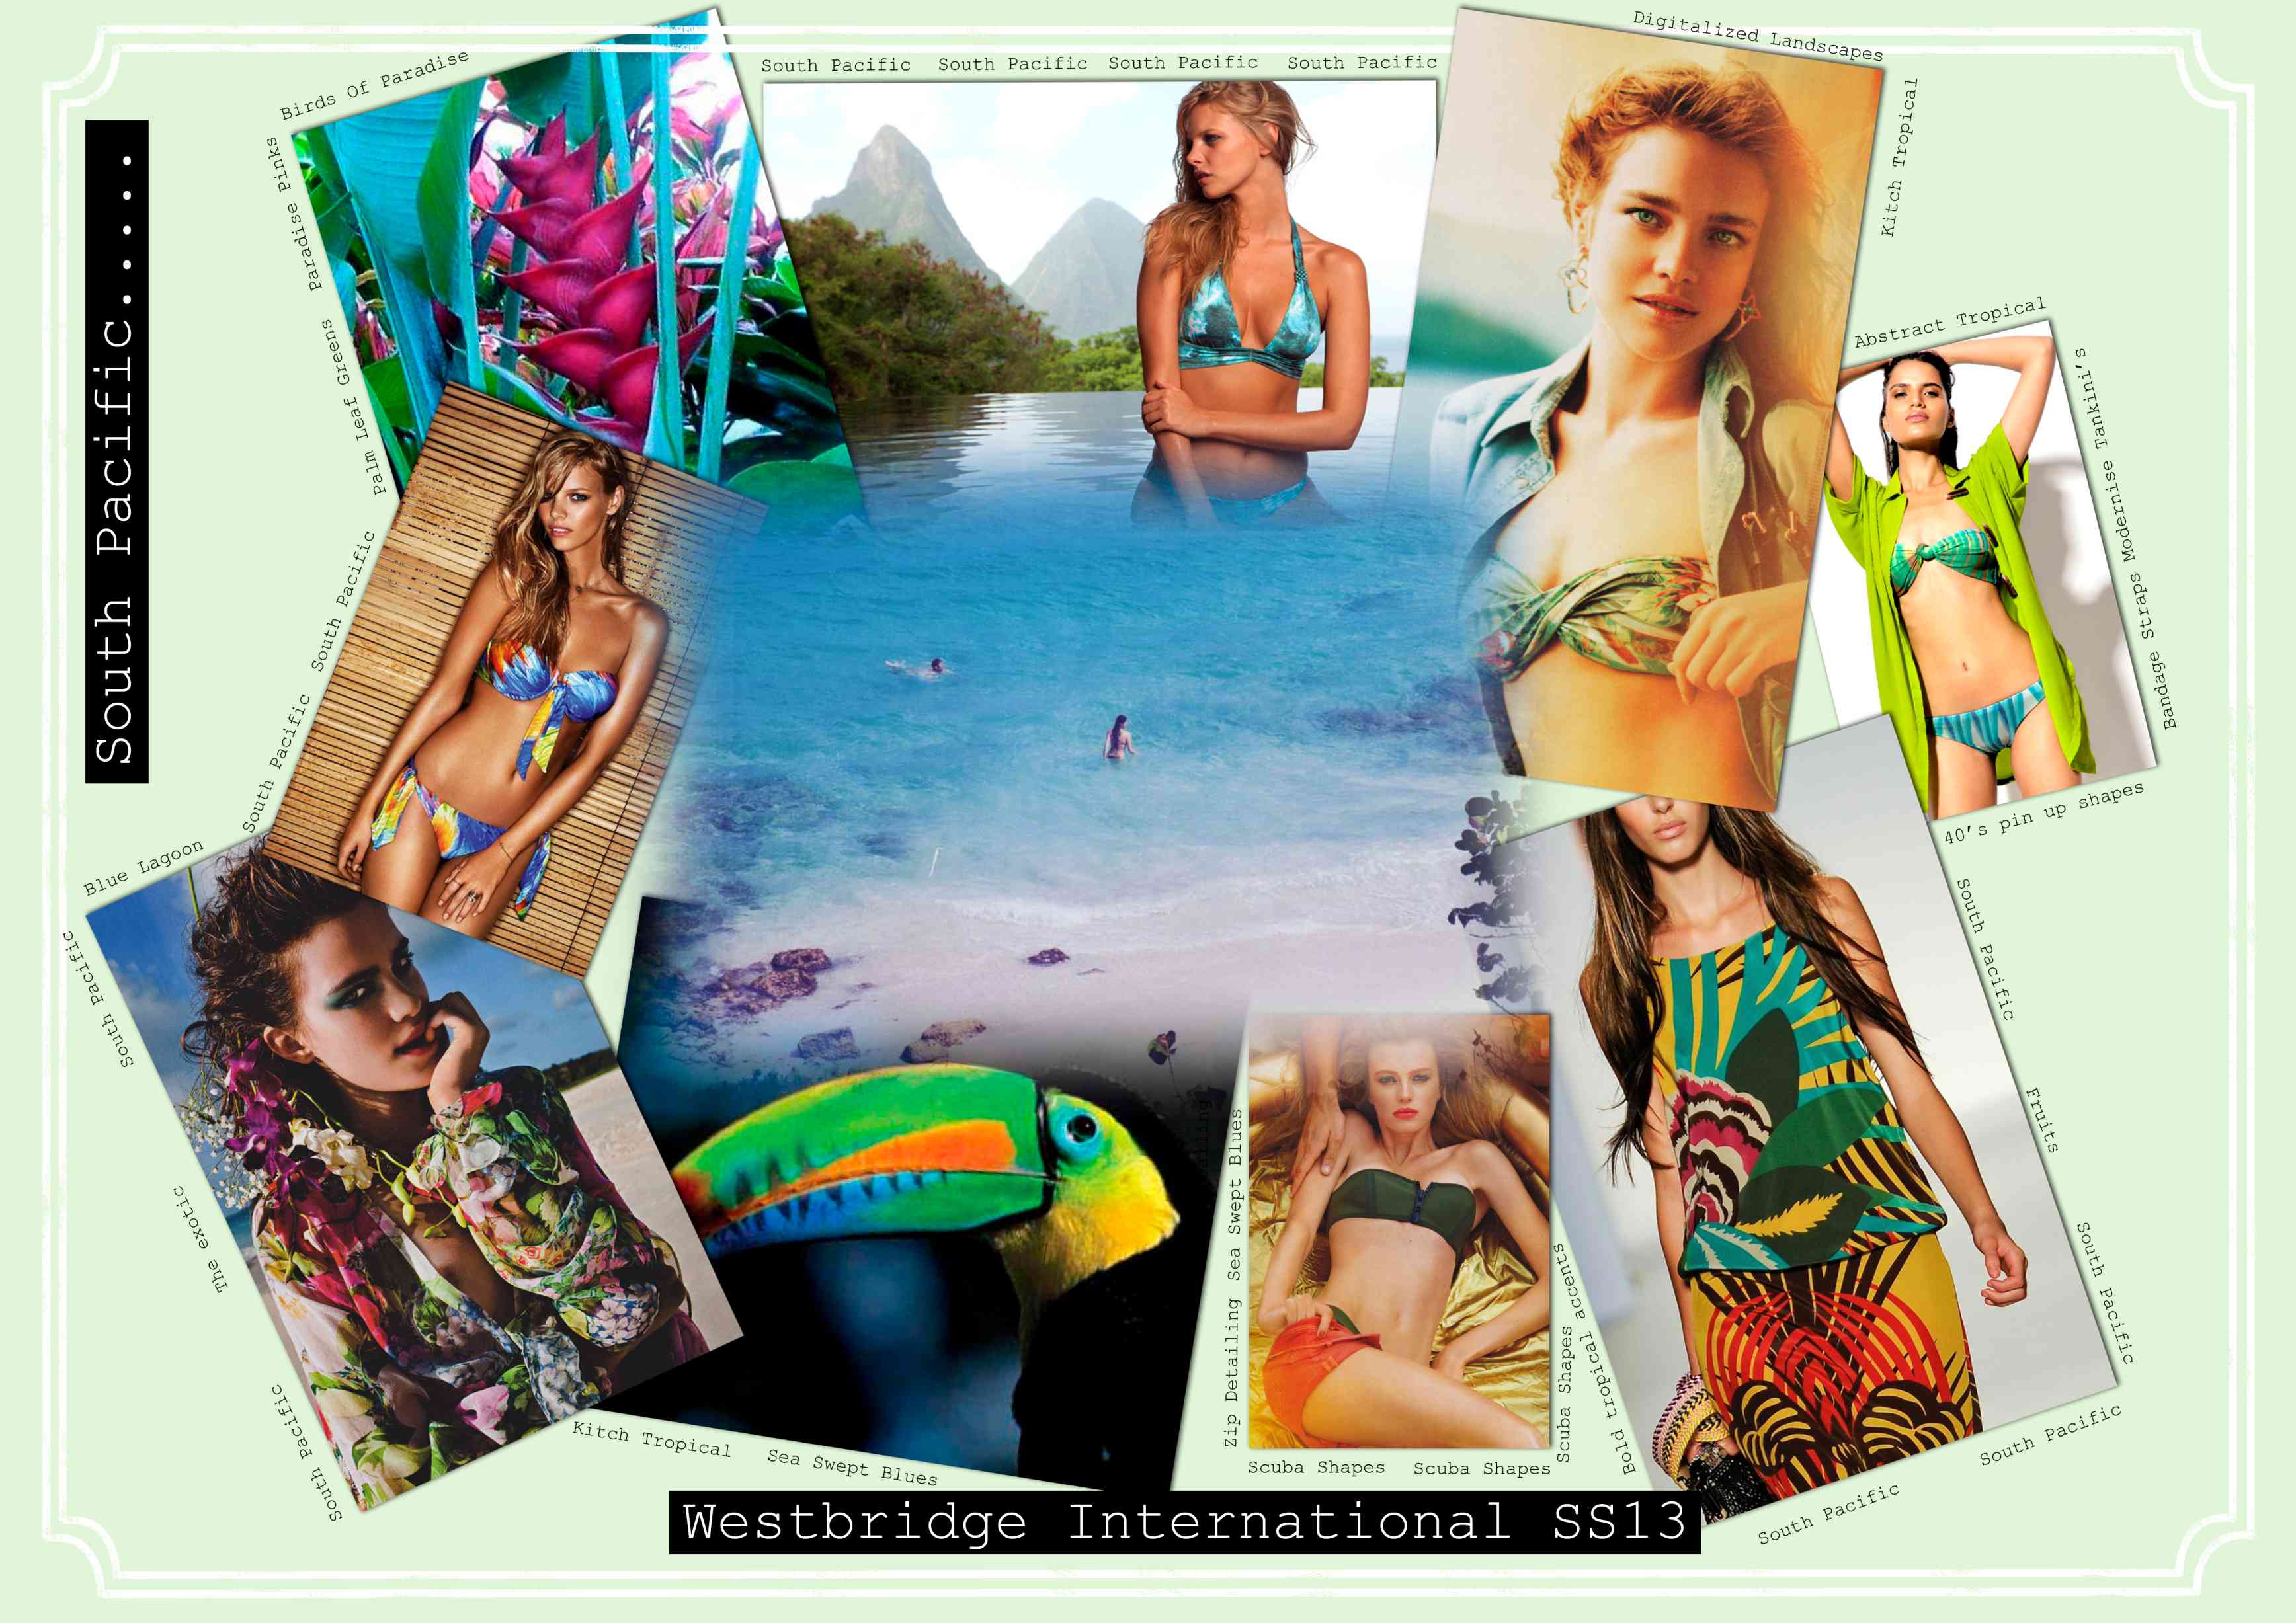 South Pacific.....
Birds Of Paradise
Paradise Pinks
Palm Leaf Greens
South Pacific South Pacific South Pacific South Pacific
Digitalized Landscapes
Kitch Tropical
Abstract Tropical
Bandage Straps Modernise Tankini's
40's pin up shapes
South Pacific
South Pacific
Blue Lagoon
South Pacific
The exotic
South Pacific
Kitch Tropical Sea Swept Blues
Zip Detailing Sea Swept Blues
Scuba Shapes Scuba Shapes
Scuba Shapes
Bold tropical accents
South Pacific
Fruits
South Pacific
South Pacific
South Pacific
Westbridge International SS13